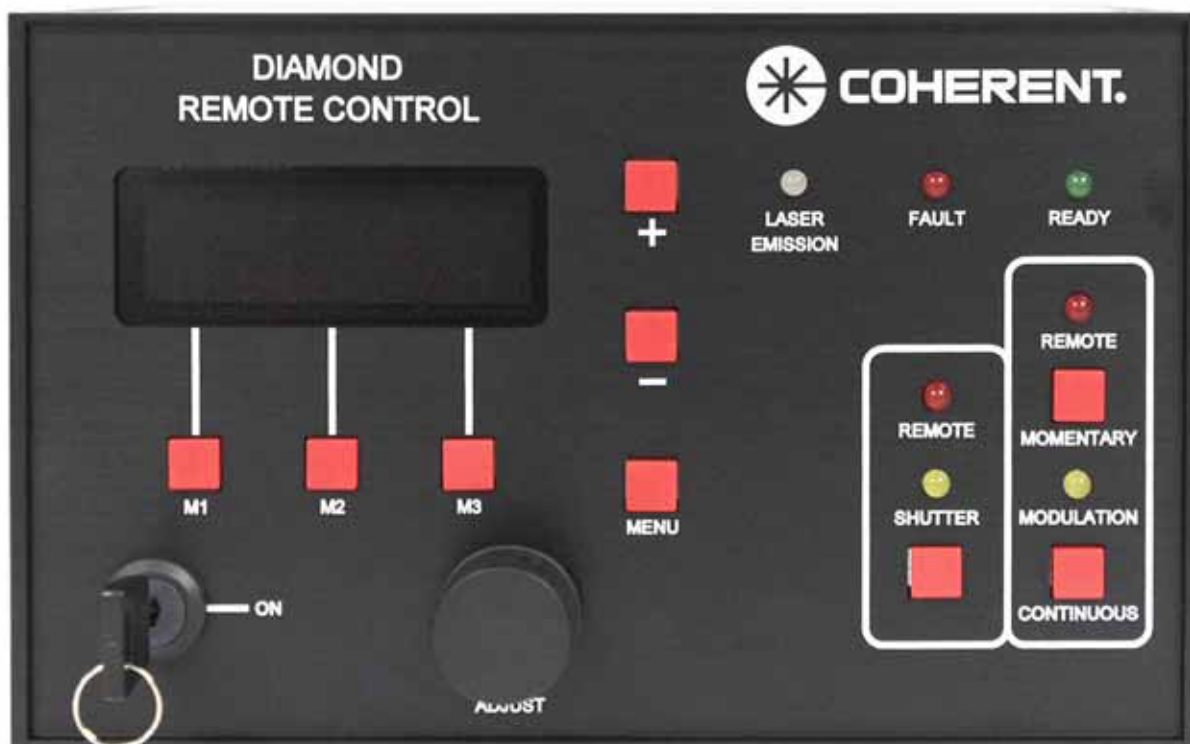 DIAMOND
REMOTE CONTROL
COHERENT.
+
LASER
EMISSION
FAULT
READY
REMOTE
−
REMOTE
MOMENTARY
M1
M2
M3
MENU
SHUTTER
MODULATION
ON
CONTINUOUS
ADJUST